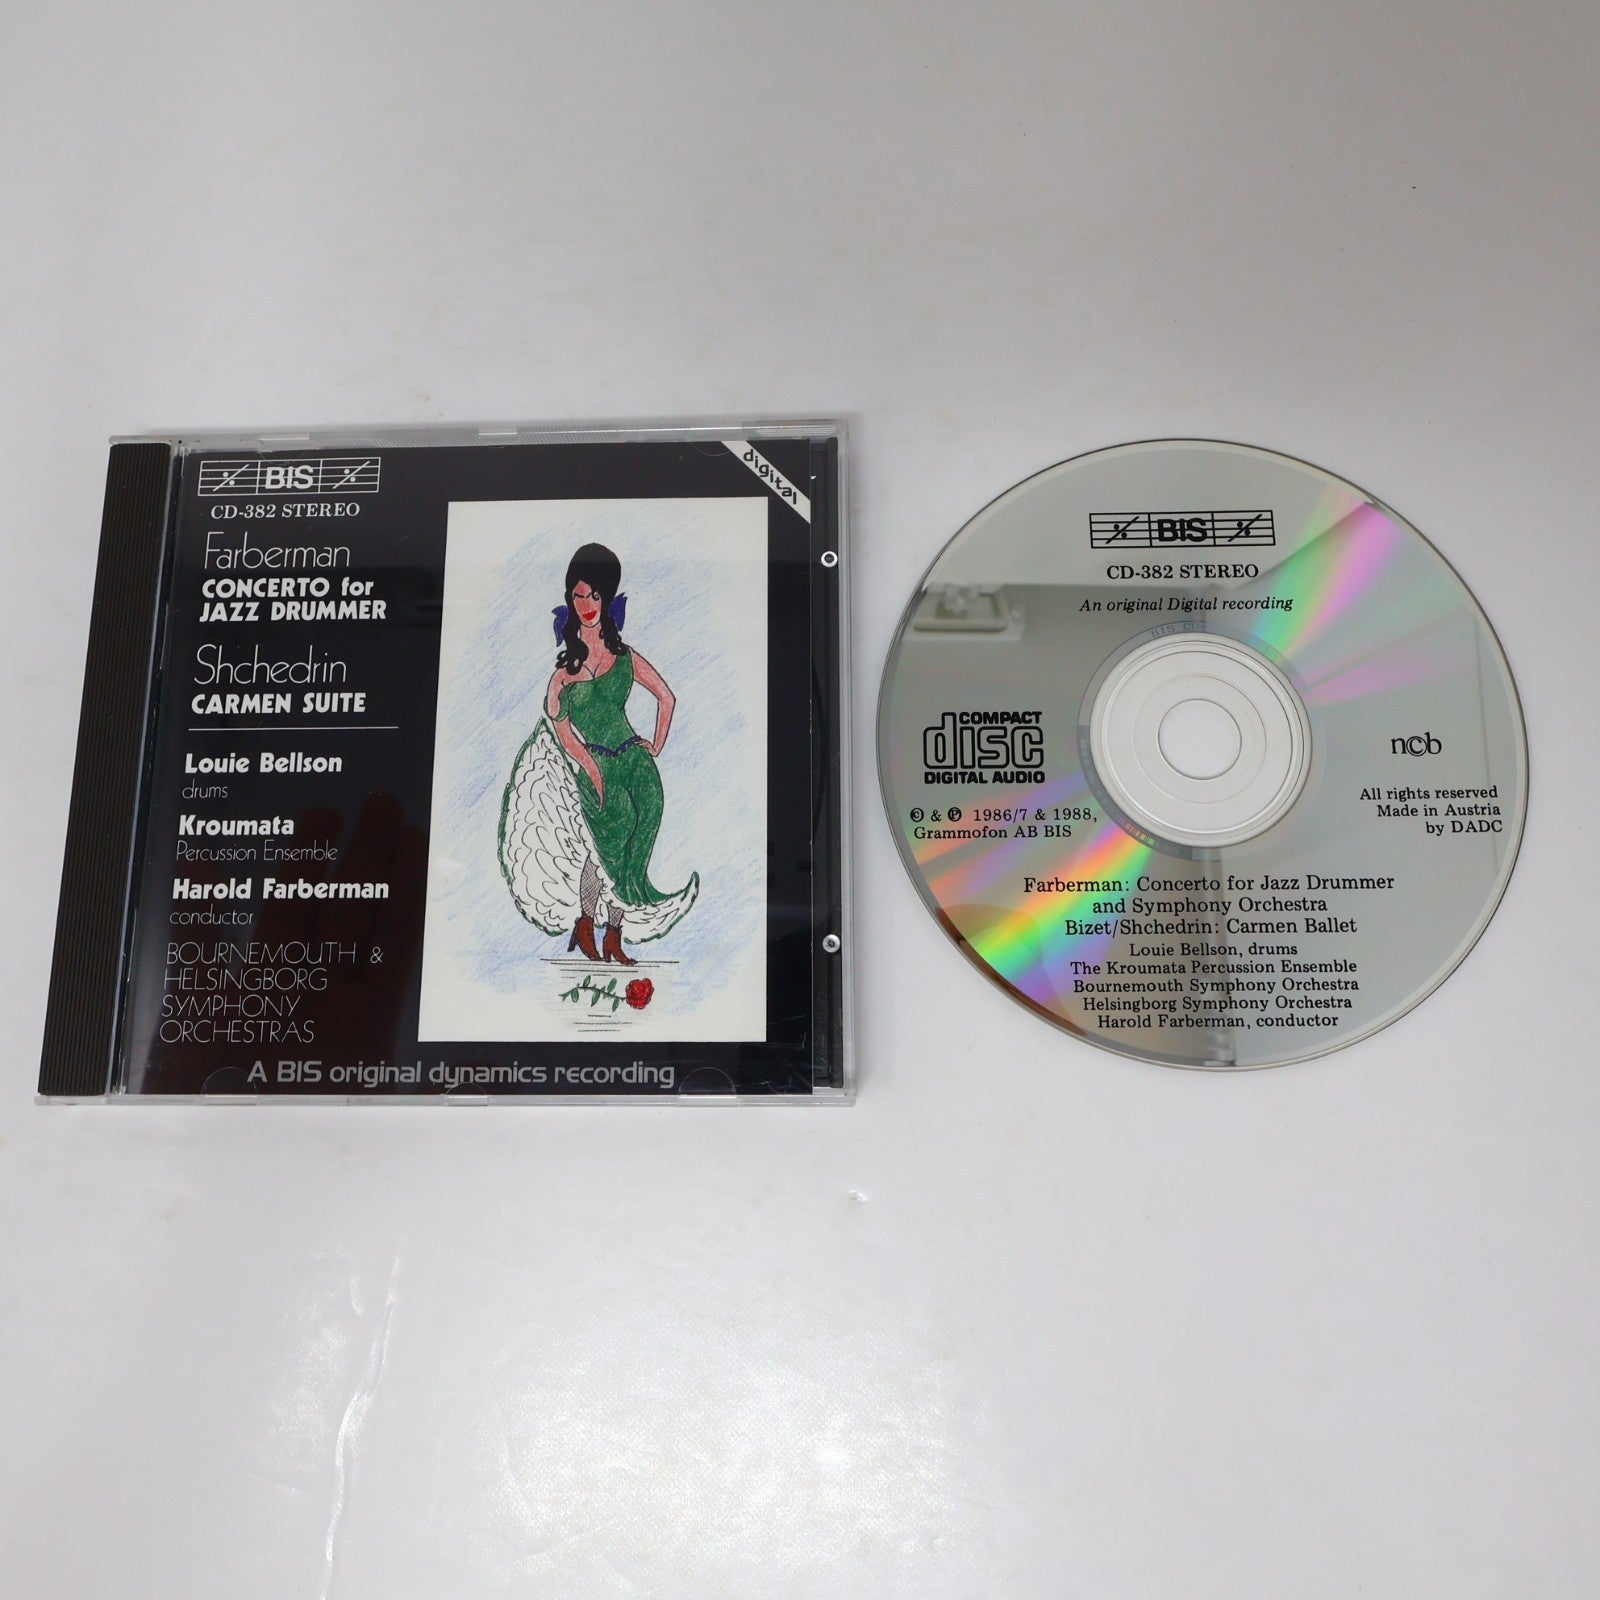 BIS
CD-382 STEREO
digital
Farberman
CONCERTO for
JAZZ DRUMMER
Shchedrin
CARMEN SUITE
Louie Bellson
drums
Kroumata
Percussion Ensemble
Harold Farberman
conductor
BOURNEMOUTH &
HELSINGBORG
SYMPHONY
ORCHESTRAS
A BIS original dynamics recording
BIS
CD-382 STEREO
An original Digital recording
COMPACT
disc
DIGITAL AUDIO
ncb
© & ℗ 1986/7 & 1988,
Grammofon AB BIS
All rights reserved
Made in Austria
by DADC
Farberman: Concerto for Jazz Drummer
and Symphony Orchestra
Bizet/Shchedrin: Carmen Ballet
Louie Bellson, drums
The Kroumata Percussion Ensemble
Bournemouth Symphony Orchestra
Helsingborg Symphony Orchestra
Harold Farberman, conductor